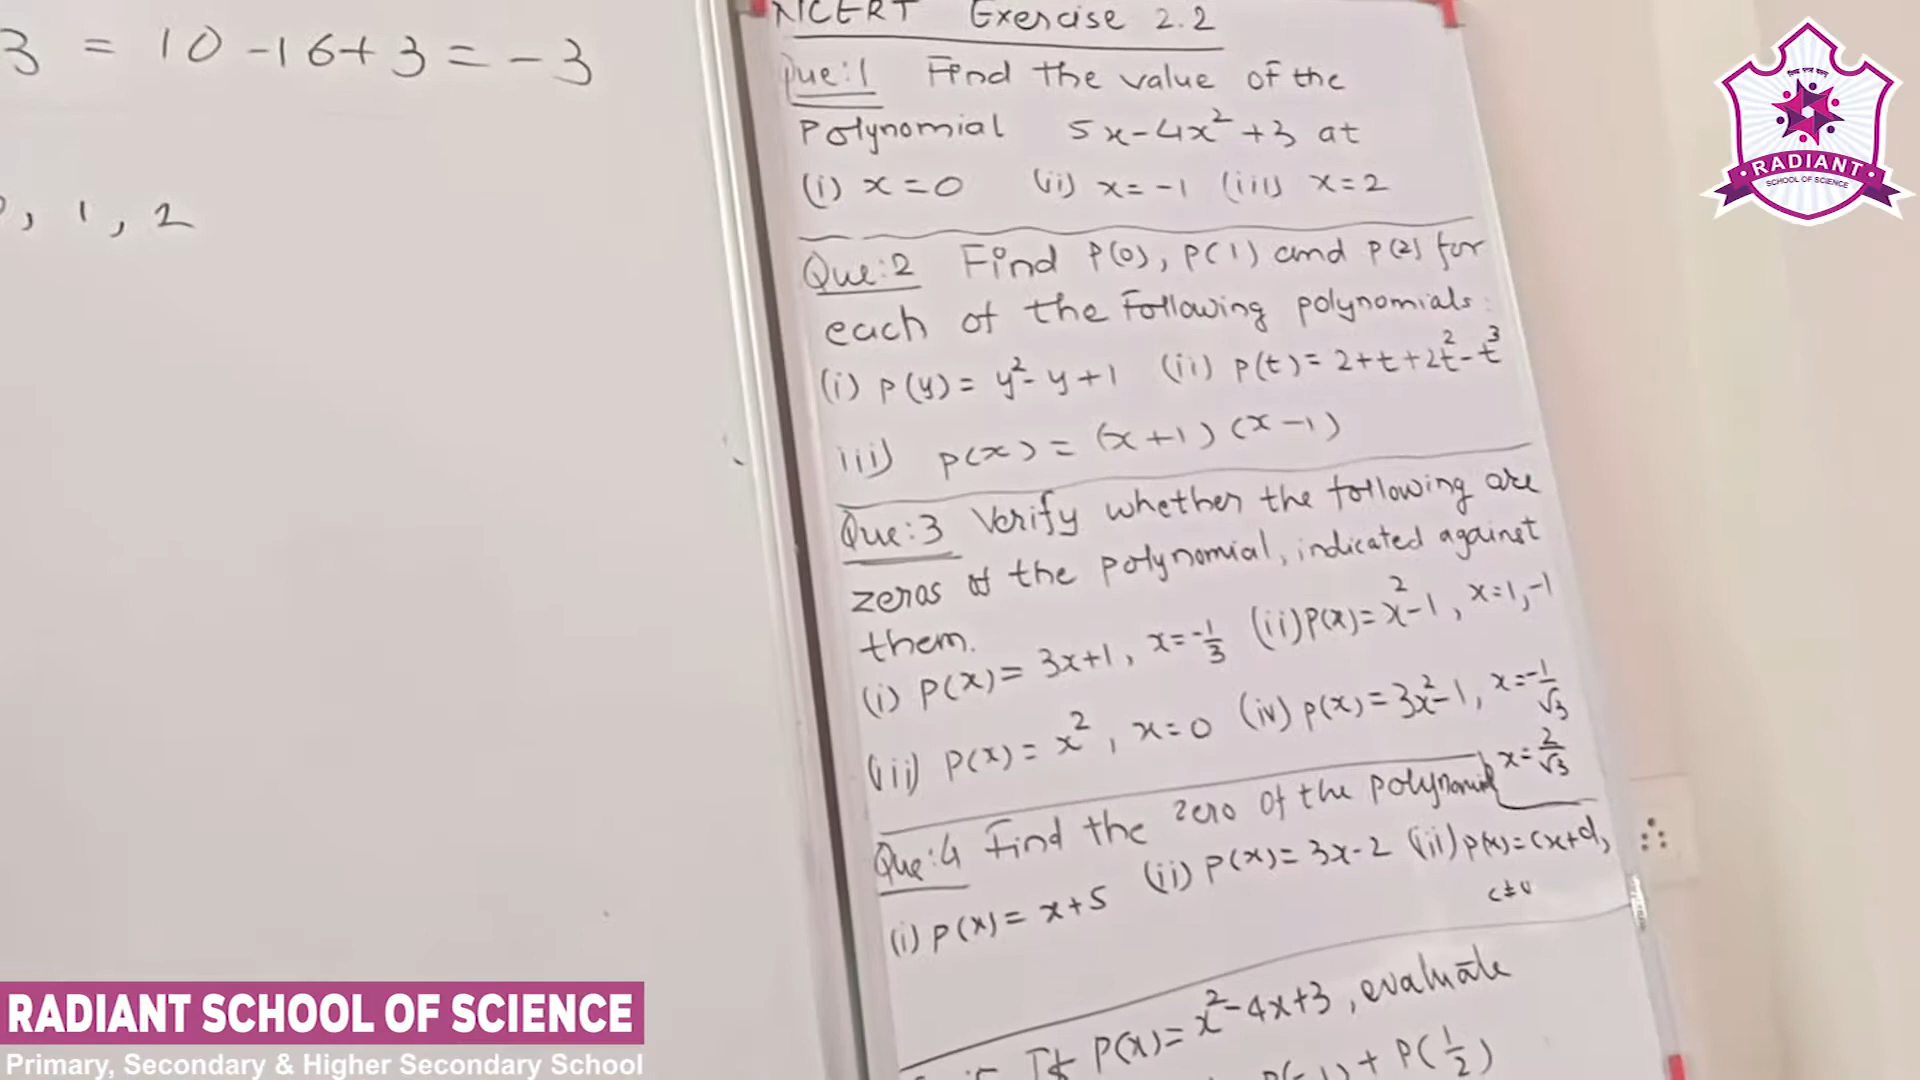 3 = 10 - 16 + 3 = - 3
, 1, 2
NCERT Exercise 2.2
Que:1 Find the value of the
Polynomial 5x-4x²+3 at
(i) x=0 (ii) x=-1 (iii) x=2
Que:2 Find P(0), P(1) and P(2) for
each of the Following polynomials:
(i) p(y)= y²-y+1 (ii) p(t)= 2+t+2t²-t³
iii) p(x) = (x+1) (x-1)
Que:3 Verify whether the following are
zeros of the polynomial, indicated against
them.
(i) P(x)= 3x+1, x=-1/3 (ii) P(x)= x²-1, x=1,-1
(iii) P(x)= x², x=0 (iv) p(x)= 3x²-1, x=-1/√3
x=2/√3
Que:4 Find the zero of the polynomial
(i) p(x)= x+5 (ii) p(x)= 3x-2 (iii) p(x)=cx+d,
c≠0
If P(x)= x²-4x+3, evaluate
P(-1) + P(1/2)
RADIANT
SCHOOL OF SCIENCE
RADIANT SCHOOL OF SCIENCE
Primary, Secondary & Higher Secondary School